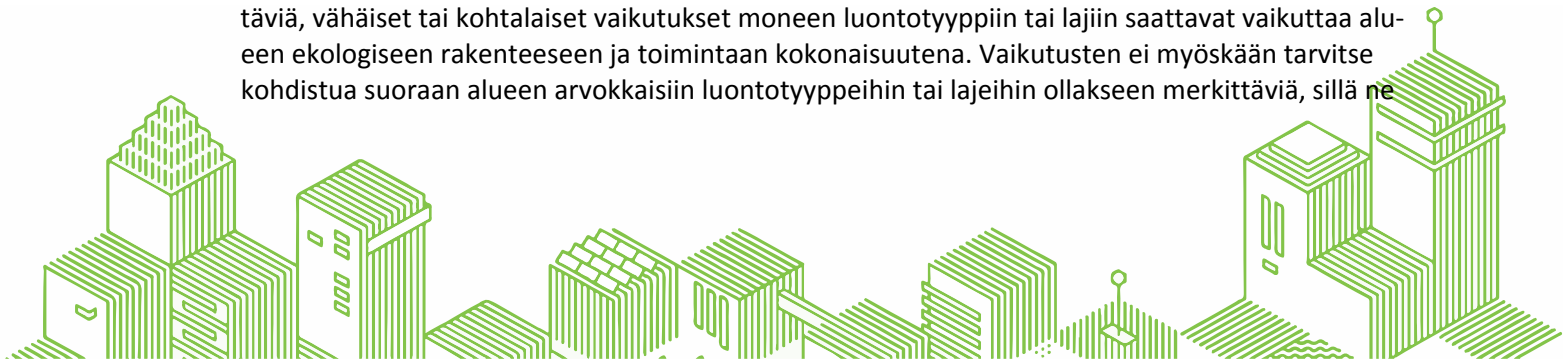 täviä, vähäiset tai kohtalaiset vaikutukset moneen luontotyyppiin tai lajiin saattavat vaikuttaa alu-
een ekologiseen rakenteeseen ja toimintaan kokonaisuutena. Vaikutusten ei myöskään tarvitse
kohdistua suoraan alueen arvokkaisiin luontotyyppeihin tai lajeihin ollakseen merkittäviä, sillä ne